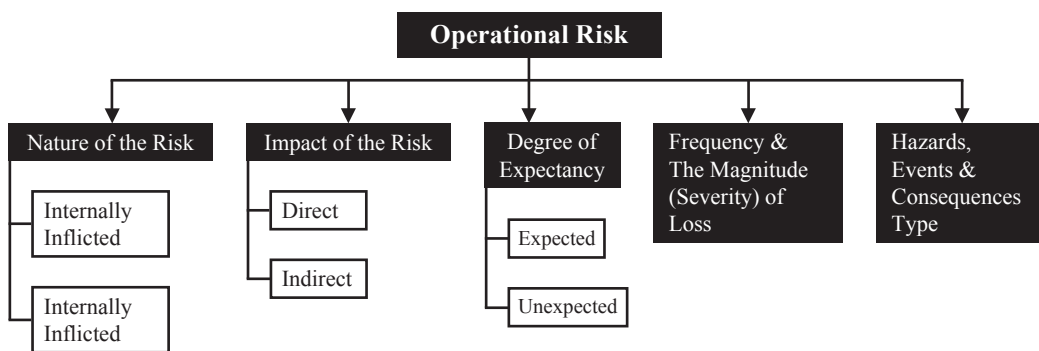 Operational Risk
Nature of the Risk
Internally
Inflicted
Internally
Inflicted
Impact of the Risk
Direct
Indirect
Degree of
Expectancy
Expected
Unexpected
Frequency &
The Magnitude
(Severity) of
Loss
Hazards,
Events &
Consequences
Type